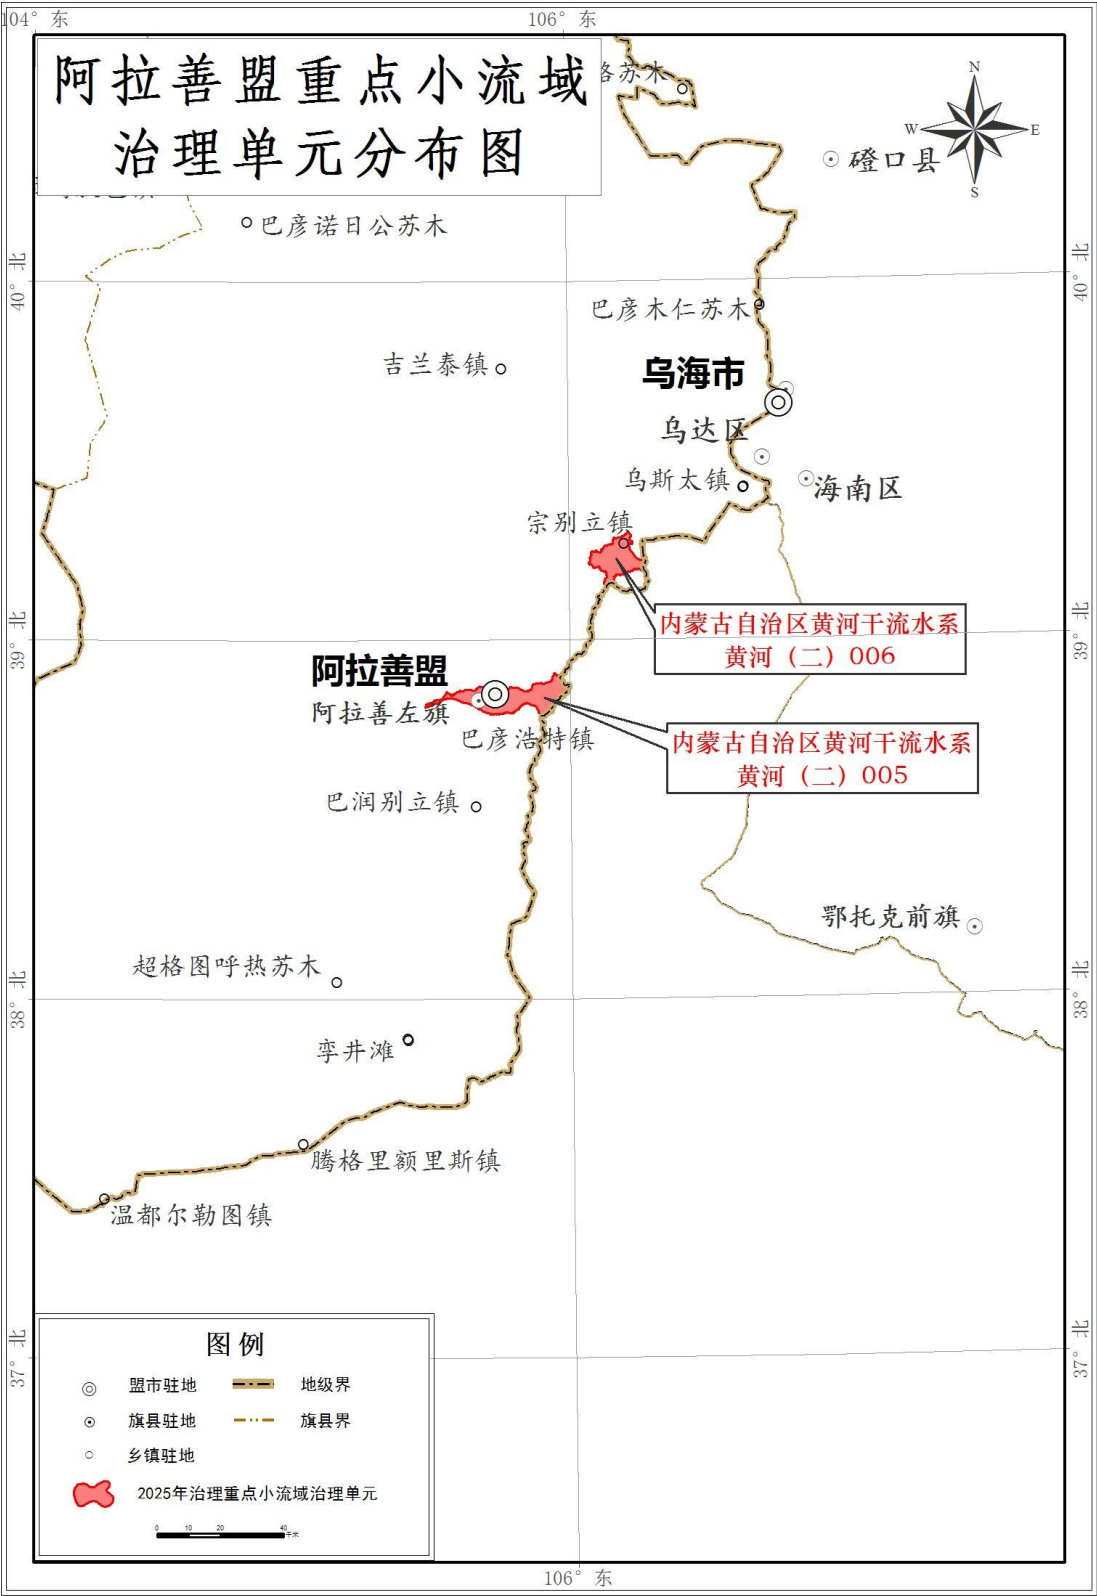 104° 东
106° 东
阿拉善盟重点小流域
治理单元分布图
苏木
N
W
E
S
磴口县
巴彦诺日公苏木
40° 北
40° 北
巴彦木仁苏木
吉兰泰镇
乌海市
乌达区
乌斯太镇
海南区
宗别立镇
内蒙古自治区黄河干流水系
黄河（二）006
39° 北
39° 北
阿拉善盟
阿拉善左旗
巴彦浩特镇
内蒙古自治区黄河干流水系
黄河（二）005
巴润别立镇
鄂托克前旗
超格图呼热苏木
38° 北
38° 北
孪井滩
腾格里额里斯镇
温都尔勒图镇
37° 北
37° 北
图例
盟市驻地
地级界
旗县驻地
旗县界
乡镇驻地
2025年治理重点小流域治理单元
0 10 20 40
千米
106° 东